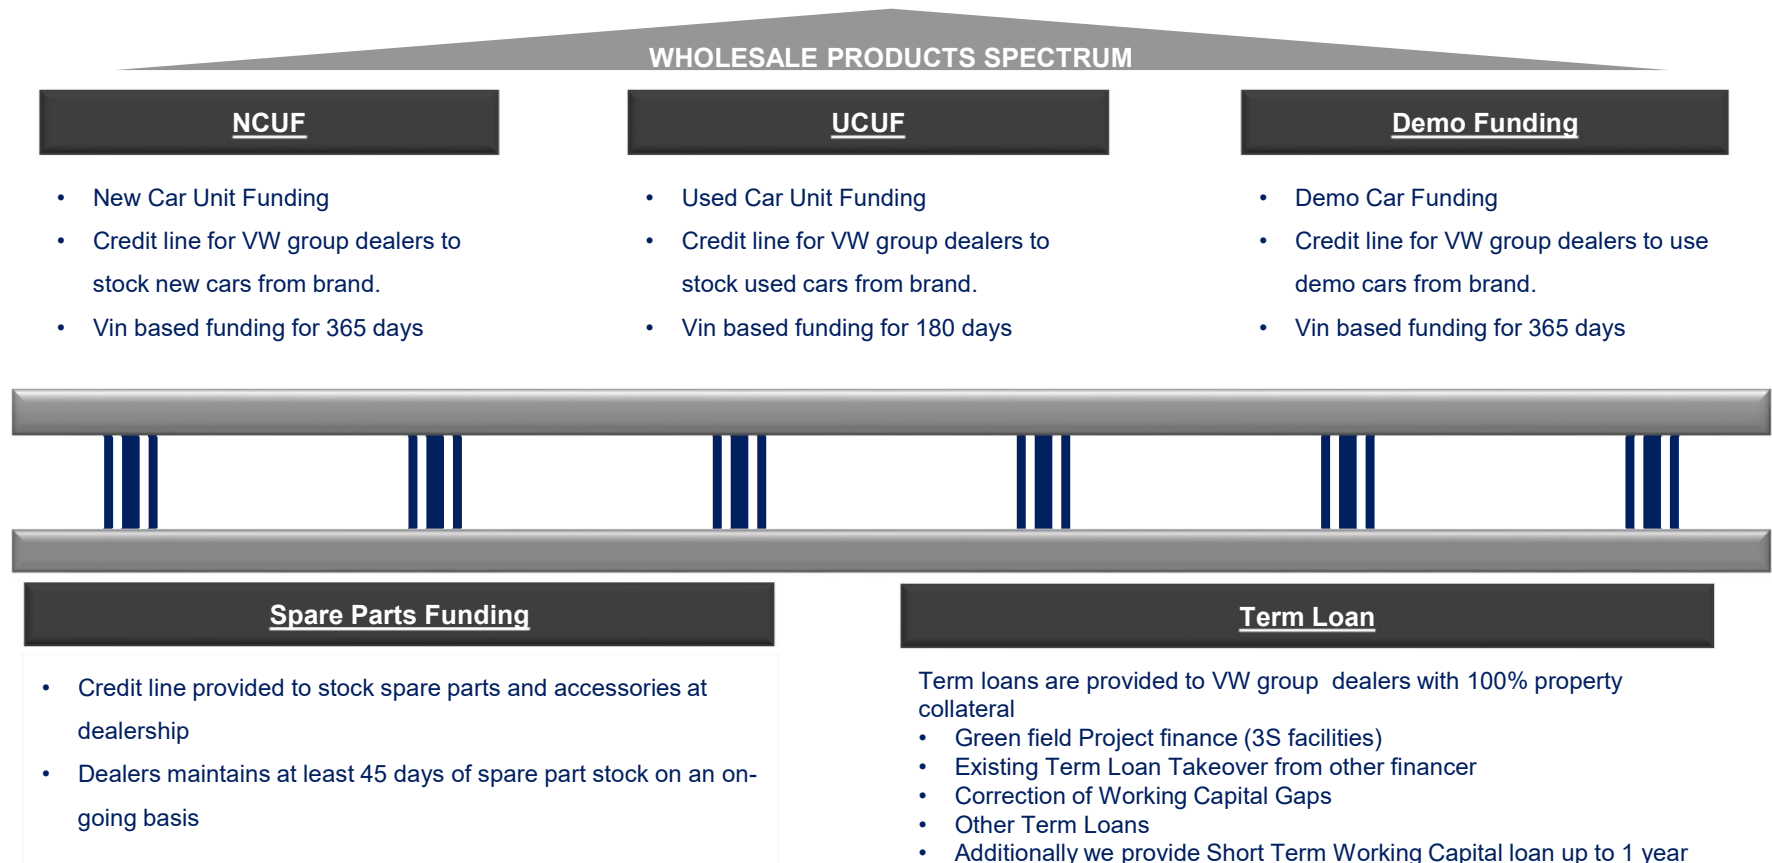 WHOLESALE PRODUCTS SPECTRUM
NCUF
• New Car Unit Funding
• Credit line for VW group dealers to
stock new cars from brand.
• Vin based funding for 365 days
UCUF
• Used Car Unit Funding
• Credit line for VW group dealers to
stock used cars from brand.
• Vin based funding for 180 days
Demo Funding
• Demo Car Funding
• Credit line for VW group dealers to use
demo cars from brand.
• Vin based funding for 365 days
Spare Parts Funding
• Credit line provided to stock spare parts and accessories at
dealership
• Dealers maintains at least 45 days of spare part stock on an on-
going basis
Term Loan
Term loans are provided to VW group  dealers with 100% property
collateral
• Green field Project finance (3S facilities)
• Existing Term Loan Takeover from other financer
• Correction of Working Capital Gaps
• Other Term Loans
• Additionally we provide Short Term Working Capital loan up to 1 year